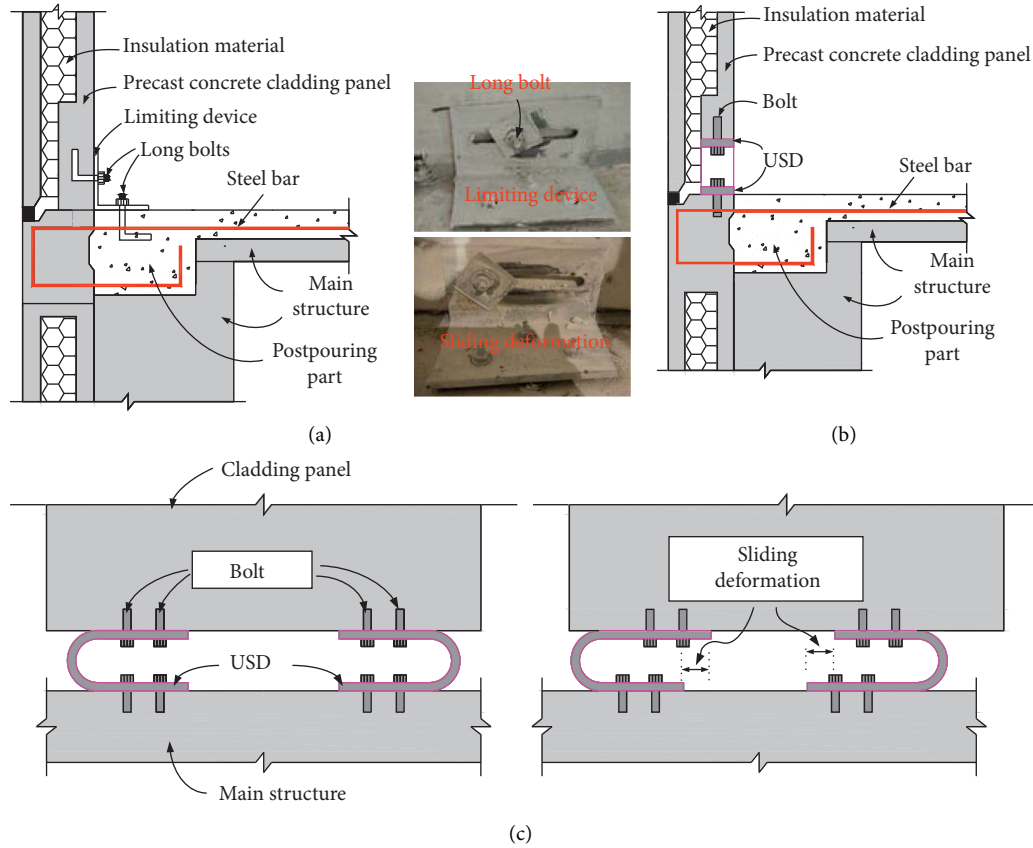 Insulation material
Precast concrete cladding panel
Limiting device
Long bolts
Steel bar
Main
structure
Postpouring
part
Long bolt
Limiting device
Sliding deformation
(a)
Insulation material
Precast concrete cladding panel
Bolt
USD
Steel bar
Main
structure
Postpouring
part
(b)
Cladding panel
Bolt
USD
Main structure
Sliding
deformation
(c)